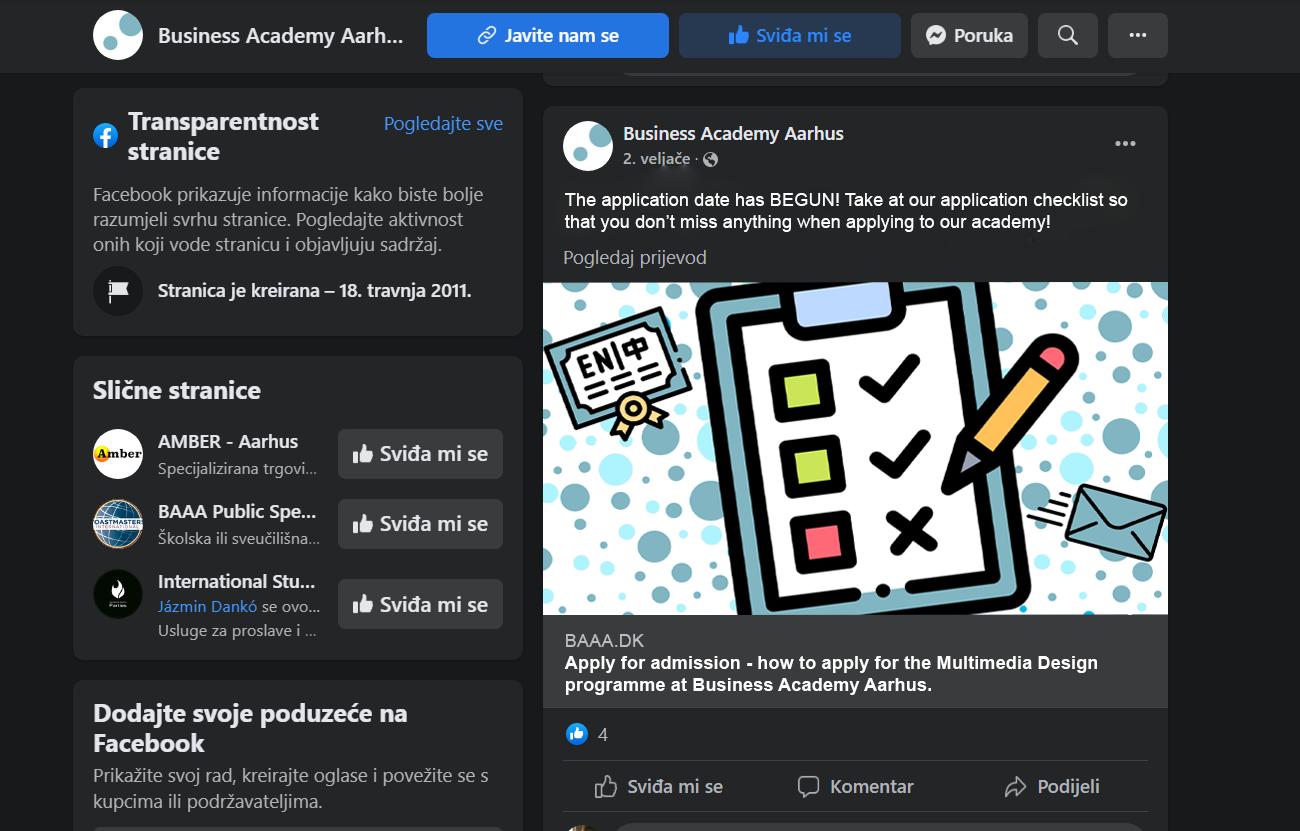 Business Academy Aarh...
Javite nam se
Sviđa mi se
Poruka
Transparentnost
stranice
Pogledajte sve
Facebook prikazuje informacije kako biste bolje
razumjeli svrhu stranice. Pogledajte aktivnost
onih koji vode stranicu i objavljuju sadržaj.
Stranica je kreirana – 18. travnja 2011.
Slične stranice
Amber
AMBER - Aarhus
Specijalizirana trgovi...
Sviđa mi se
TOASTMASTERS
INTERNATIONAL
BAAA Public Spe...
Školska ili sveučilišna...
Sviđa mi se
Parties
International Stu...
Jázmin Dankó se ovo...
Usluge za proslave i ...
Sviđa mi se
Dodajte svoje poduzeće na
Facebook
Prikažite svoj rad, kreirajte oglase i povežite se s
kupcima ili podržavateljima.
Business Academy Aarhus
2. veljače ·
The application date has BEGUN! Take at our application checklist so
that you don’t miss anything when applying to our academy!
Pogledaj prijevod
EN|中
BAAA.DK
Apply for admission - how to apply for the Multimedia Design
programme at Business Academy Aarhus.
4
Sviđa mi se
Komentar
Podijeli